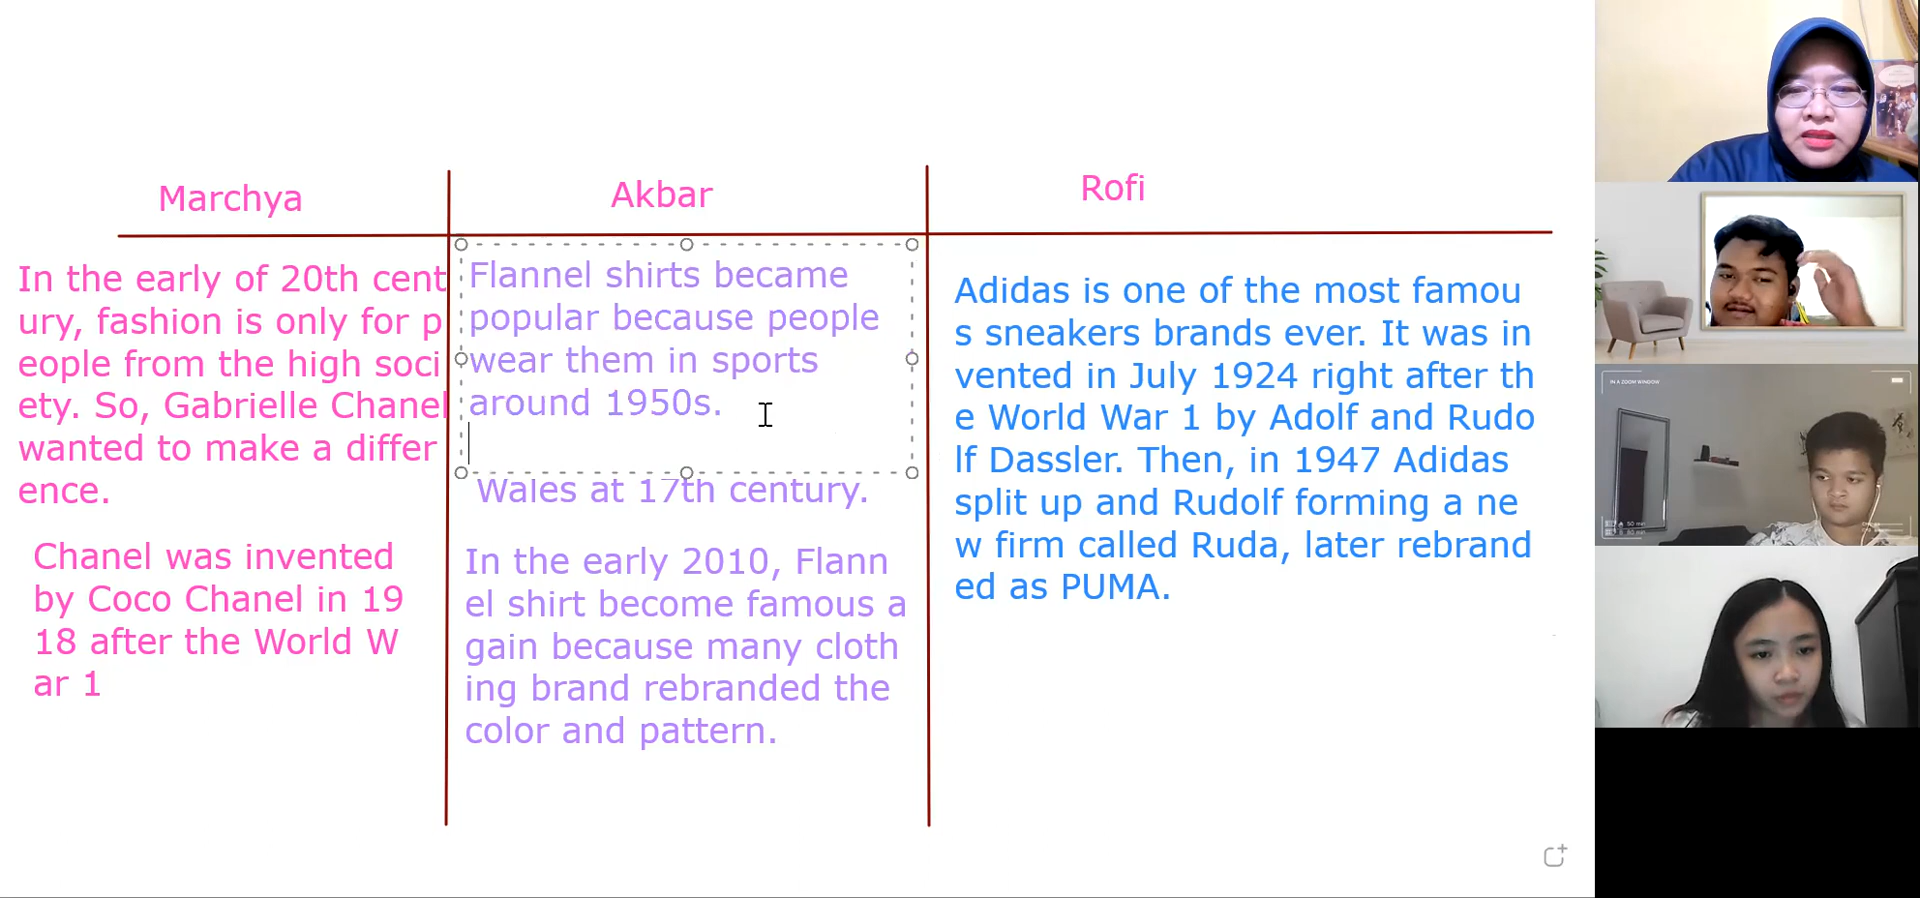 Marchya
Akbar
Rofi
In the early of 20th cent
ury, fashion is only for p
eople from the high soci
ety. So, Gabrielle Chanel
wanted to make a differ
ence.
Chanel was invented
by Coco Chanel in 19
18 after the World W
ar 1
Flannel shirts became
popular because people
wear them in sports
around 1950s.
Wales at 17th century.
In the early 2010, Flann
el shirt become famous a
gain because many cloth
ing brand rebranded the
color and pattern.
Adidas is one of the most famou
s sneakers brands ever. It was in
vented in July 1924 right after th
e World War 1 by Adolf and Rudo
lf Dassler. Then, in 1947 Adidas
split up and Rudolf forming a ne
w firm called Ruda, later rebrand
ed as PUMA.
IN A ZOOM WINDOW